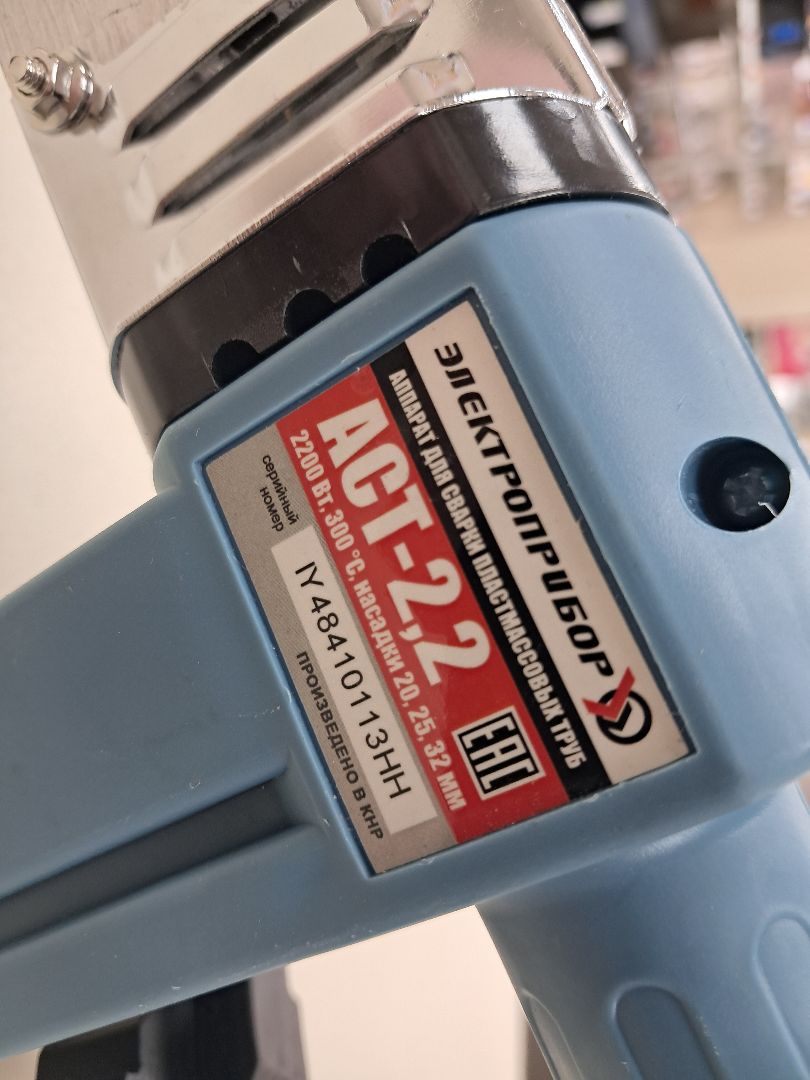 ЭЛЕКТРОПРИБОР
АППАРАТ ДЛЯ СВАРКИ ПЛАСТМАССОВЫХ ТРУБ
АСТ-2,2
2200 Вт, 300 °С, насадки 20, 25, 32 мм
EAC
серийный
номер
IY48410113HH
ПРОИЗВЕДЕНО В КНР